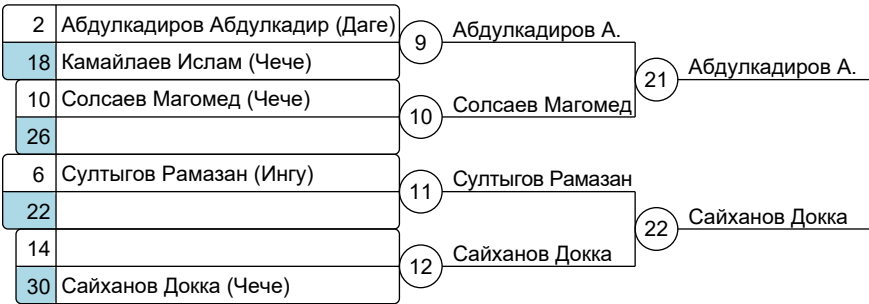 2 Абдулкадиров Абдулкадир (Даге)
18 Камайлаев Ислам (Чече)
9 Абдулкадиров А.
10 Солсаев Магомед (Чече)
26
10 Солсаев Магомед
21 Абдулкадиров А.
6 Султыгов Рамазан (Ингу)
22
11 Султыгов Рамазан
14
30 Сайханов Докка (Чече)
12 Сайханов Докка
22 Сайханов Докка